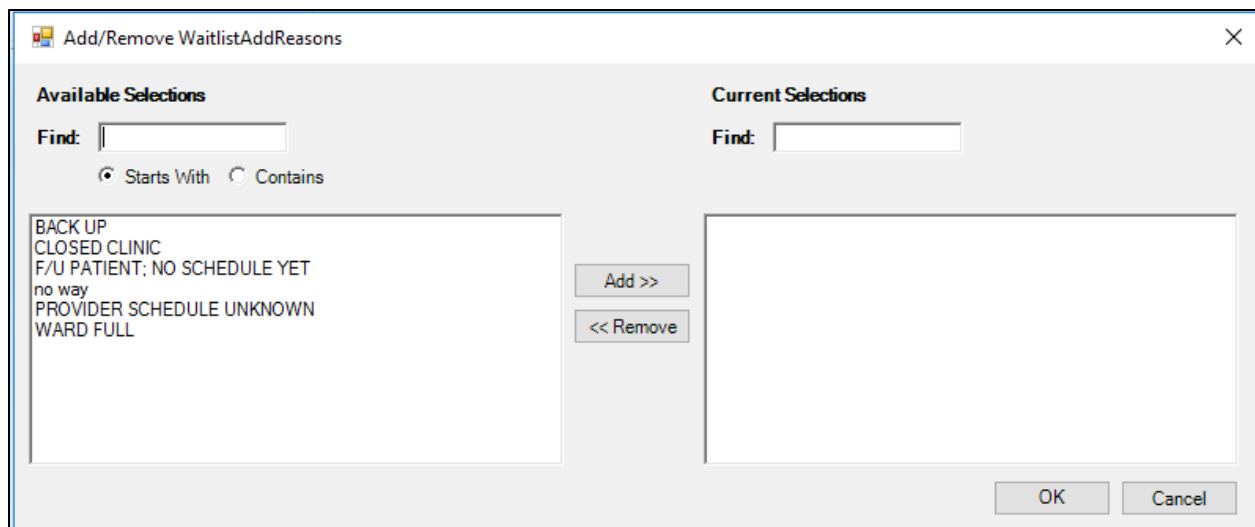 Add/Remove WaitlistAddReasons
Available Selections
Current Selections
Find:
Find:
Starts With
Contains
BACK UP
CLOSED CLINIC
F/U PATIENT; NO SCHEDULE YET
no way
PROVIDER SCHEDULE UNKNOWN
WARD FULL
Add >>
<< Remove
OK
Cancel